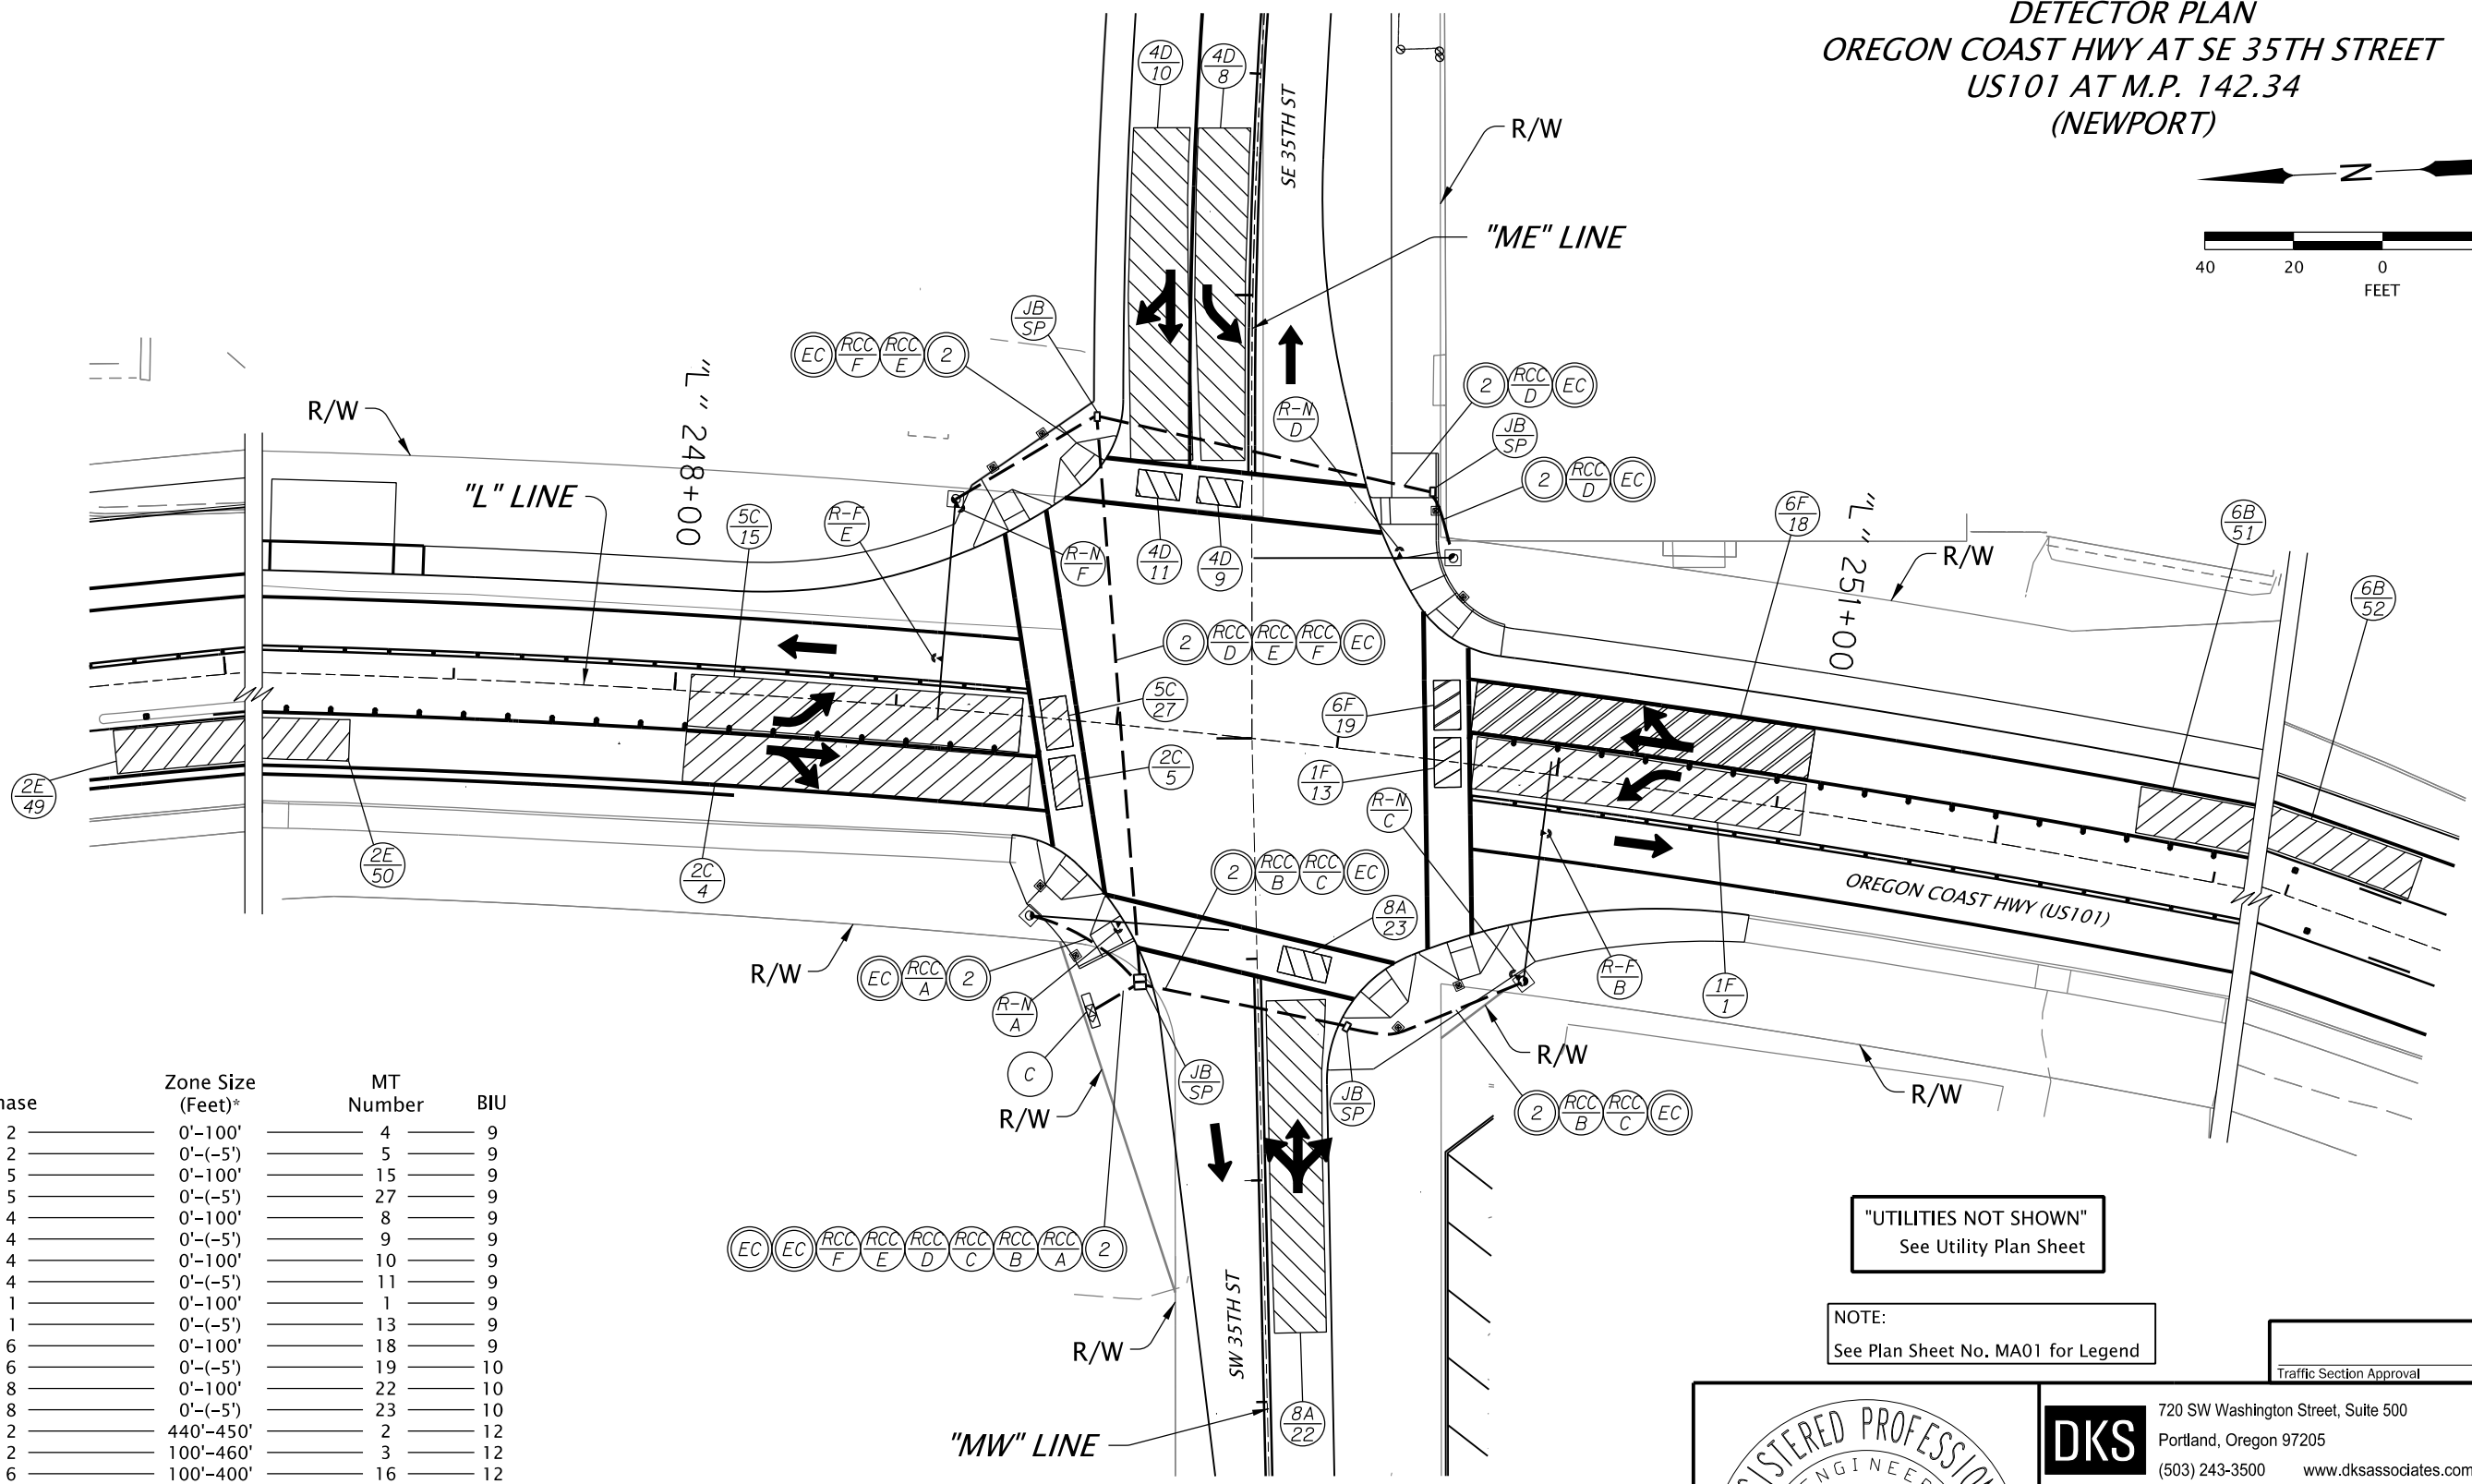 DETECTOR PLAN
OREGON COAST HWY AT SE 35TH STREET
US101 AT M.P. 142.34
(NEWPORT)
N
40 20 0
FEET
4D 10
4D 8
SE 35TH ST
R/W
"ME" LINE
JB SP
EC RCC F RCC E 2
2 RCC D EC
R-N D
JB SP
2 RCC D EC
R/W
"L" 248+00
"L" LINE
5C 15
R-F E
R-N F
4D 11
4D 9
6F 18
"L" 251+00
R/W
6B 51
6B 52
2 RCC D RCC E RCC F EC
5C 27
6F 19
2C 5
1F 13
R-N C
2E 49
2E 50
2C 4
2 RCC B RCC C EC
8A 23
OREGON COAST HWY (US101)
R/W
EC RCC A 2
R-N A
R-F B
1F 1
C
R/W
JB SP
JB SP
R/W
2 RCC B RCC C EC
R/W
EC EC RCC F RCC E RCC D RCC C RCC B RCC A 2
SW 35TH ST
R/W
8A 22
"MW" LINE
Zone Size MT
(Feet)* Number BIU
2 0'-100' 4 9
2 0'-(-5') 5 9
5 0'-100' 15 9
5 0'-(-5') 27 9
4 0'-100' 8 9
4 0'-(-5') 9 9
4 0'-100' 10 9
4 0'-(-5') 11 9
1 0'-100' 1 9
1 0'-(-5') 13 9
6 0'-100' 18 9
6 0'-(-5') 19 10
8 0'-100' 22 10
8 0'-(-5') 23 10
2 440'-450' 2 12
2 100'-460' 3 12
6 100'-400' 16 12
"UTILITIES NOT SHOWN"
See Utility Plan Sheet
NOTE:
See Plan Sheet No. MA01 for Legend
Traffic Section Approval
DKS
720 SW Washington Street, Suite 500
Portland, Oregon 97205
(503) 243-3500 www.dksassociates.com